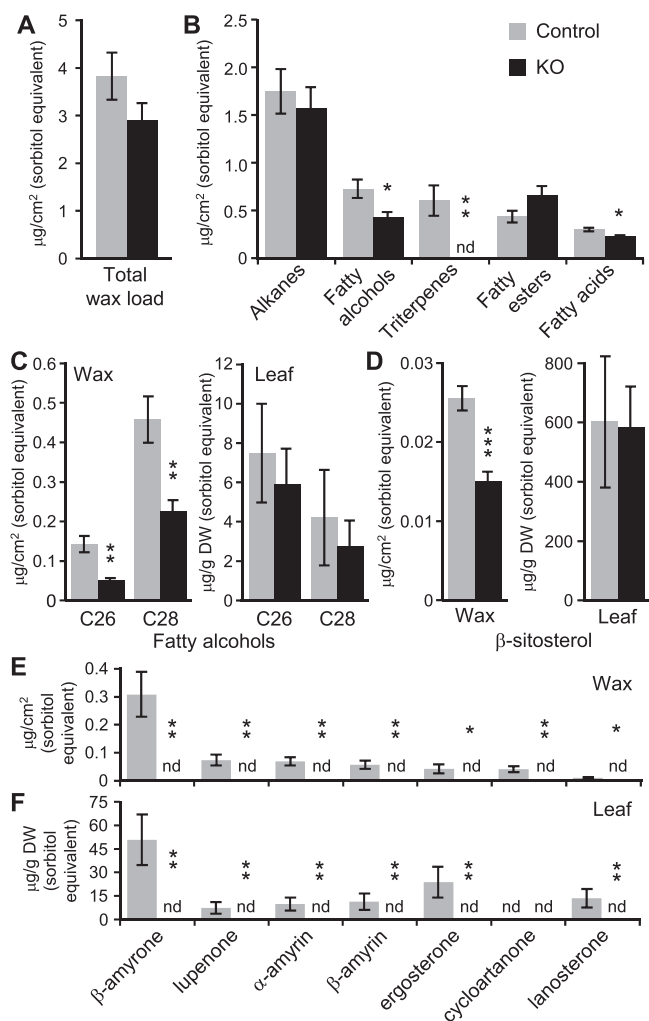 A
µg/cm² (sorbitol equivalent)
5
4
3
2
1
0
Total
wax load
B
µg/cm² (sorbitol equivalent)
2.5
2.0
1.5
1.0
0.5
0
Control
KO
*
*
*
nd
*
Alkanes
Fatty
alcohols
Triterpenes
Fatty
esters
Fatty acids
C
Wax
µg/cm² (sorbitol equivalent)
0.6
0.5
0.4
0.3
0.2
0.1
0
*
*
*
*
C26
C28
Leaf
µg/g DW (sorbitol equivalent)
12
10
8
6
4
2
0
C26
C28
Fatty alcohols
D
µg/cm² (sorbitol equivalent)
0.03
0.02
0.01
0
*
*
*
Wax
µg/g DW (sorbitol equivalent)
800
600
400
200
0
Leaf
β-sitosterol
E
µg/cm²
(sorbitol
equivalent)
0.4
0.3
0.2
0.1
0
Wax
* * * * * *
* * * * *
nd nd nd nd nd nd nd
F
µg/g DW
(sorbitol
equivalent)
75
60
45
30
15
0
Leaf
* * * * * *
* * * * * *
nd nd nd nd nd nd nd nd
β-amyrone
lupenone
α-amyrin
β-amyrin
ergosterone
cycloartanone
lanosterone